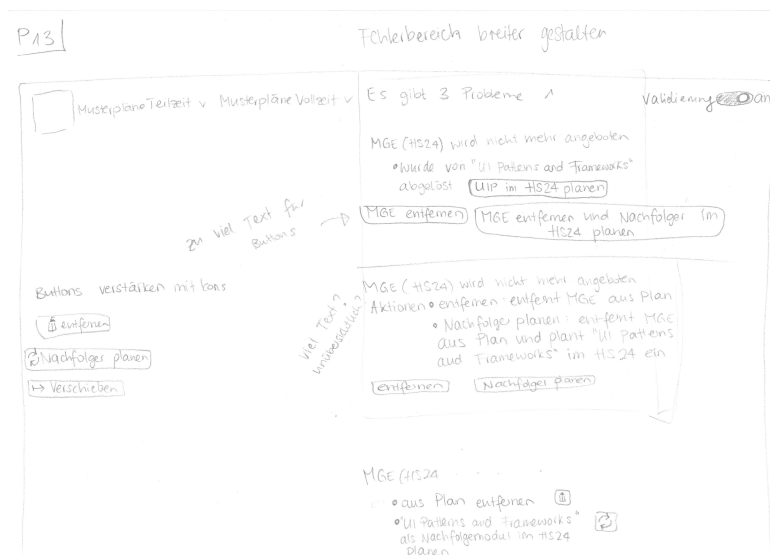 P13
Fehlerbereich breiter gestalten
Musterpläne Teilzeit v Musterpläne Vollzeit v
Es gibt 3 Probleme ^
Validierung an
MGE (HS24) wird nicht mehr angeboten
• wurde von "UI Patterns and Frameworks"
abgelöst UIP im HS24 planen
MGE entfernen
MGE entfernen und Nachfolger im
HS24 planen
zu viel Text für
Buttons
Buttons verstärken mit Icons
entfernen
Nachfolger planen
↦ Verschieben
viel Text?
unübersichtlich?
MGE (HS24) wird nicht mehr angeboten
Aktionen • entfernen: entfernt MGE aus Plan
• Nachfolger planen: entfernt MGE
aus Plan und plant "UI Patterns
and Frameworks" im HS24 ein
entfernen
Nachfolger planen
MGE (HS24 . . . .
• aus Plan entfernen
• "UI Patterns and Frameworks"
als Nachfolgemodul im HS24
planen